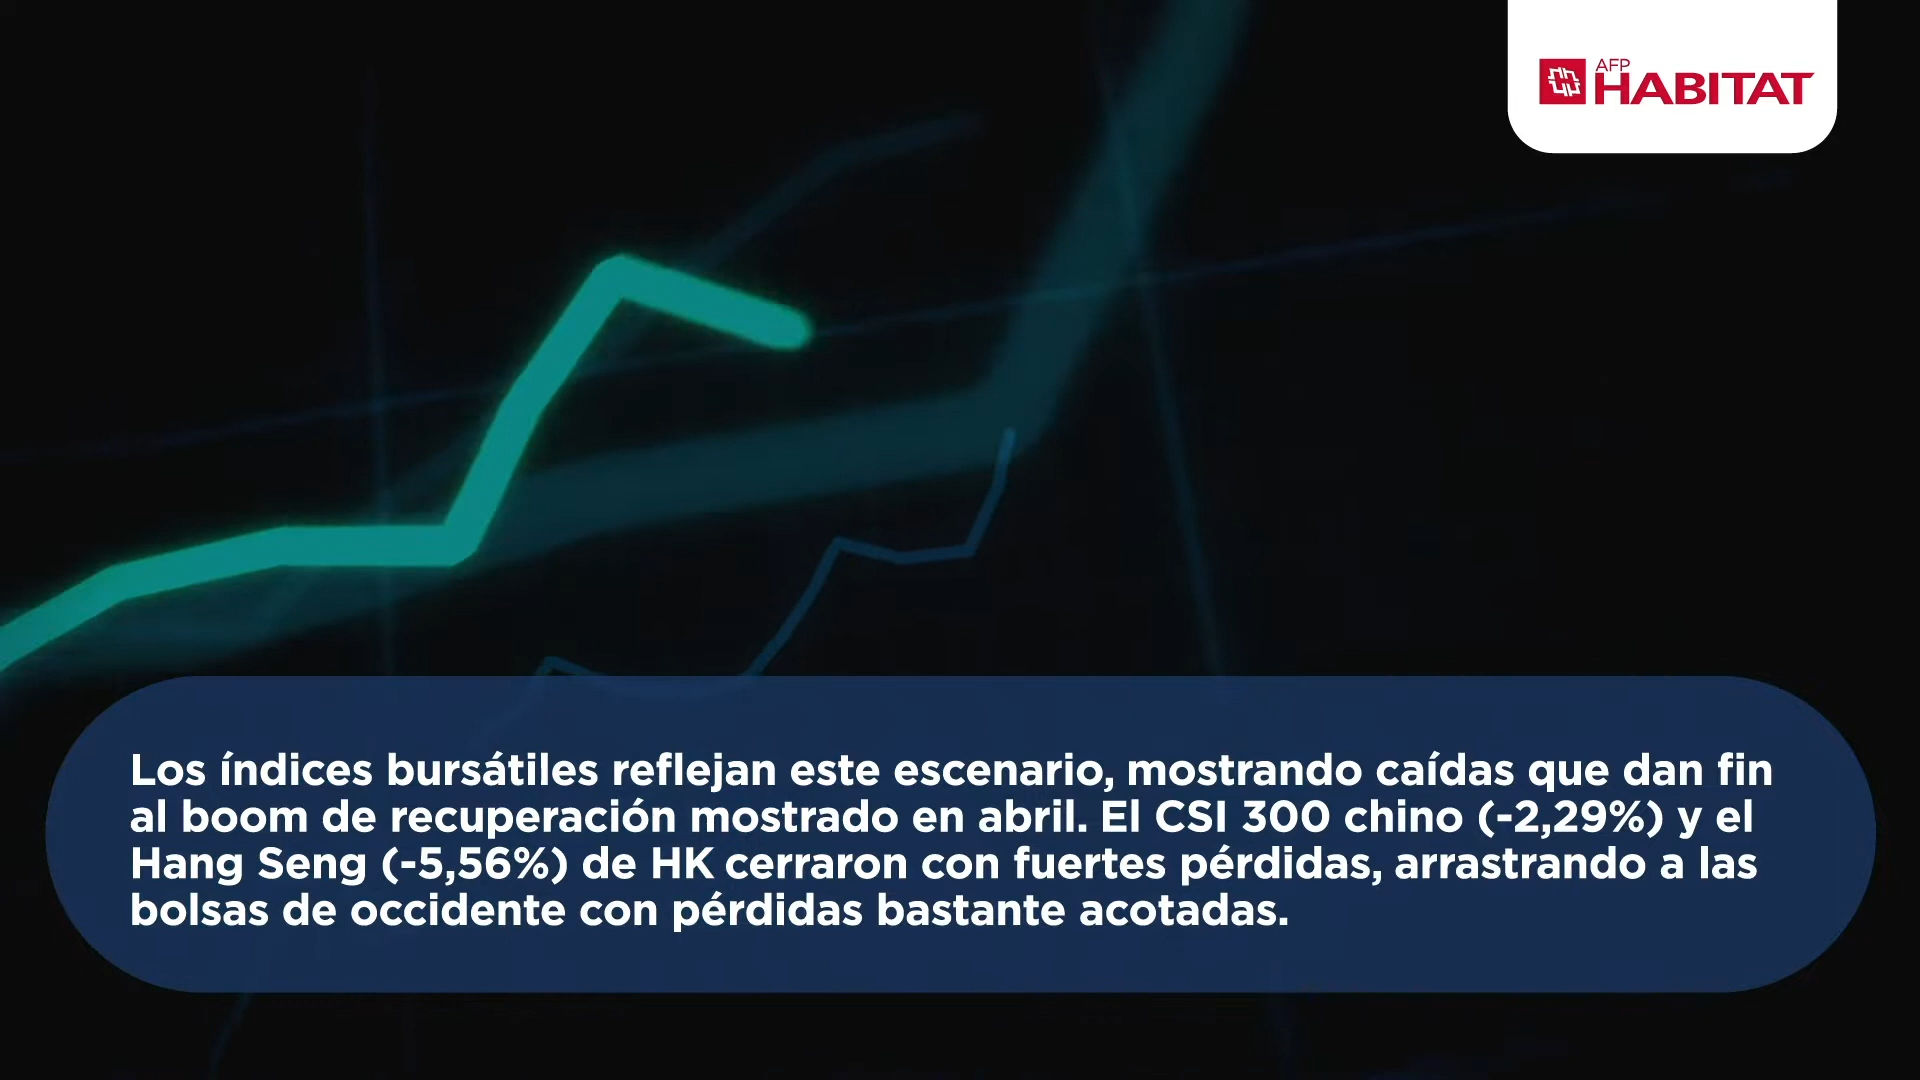 AFP
HABITAT
Los índices bursátiles reflejan este escenario, mostrando caídas que dan fin
al boom de recuperación mostrado en abril. El CSI 300 chino (-2,29%) y el
Hang Seng (-5,56%) de HK cerraron con fuertes pérdidas, arrastrando a las
bolsas de occidente con pérdidas bastante acotadas.